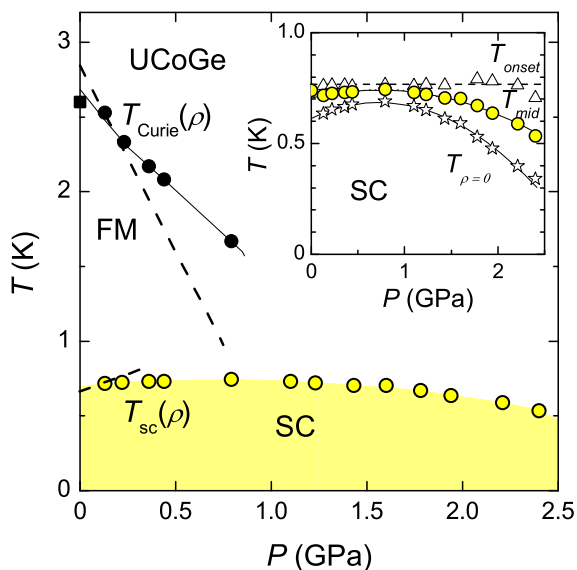 3
2
1
0
T (K)
UCoGe
T_Curie(ρ)
FM
T_sc(ρ)
SC
0
0.5
1.0
1.5
2.0
2.5
P (GPa)
1.0
0.5
0
T (K)
T_onset
T_mid
T_ρ=0
SC
0
1
2
P (GPa)